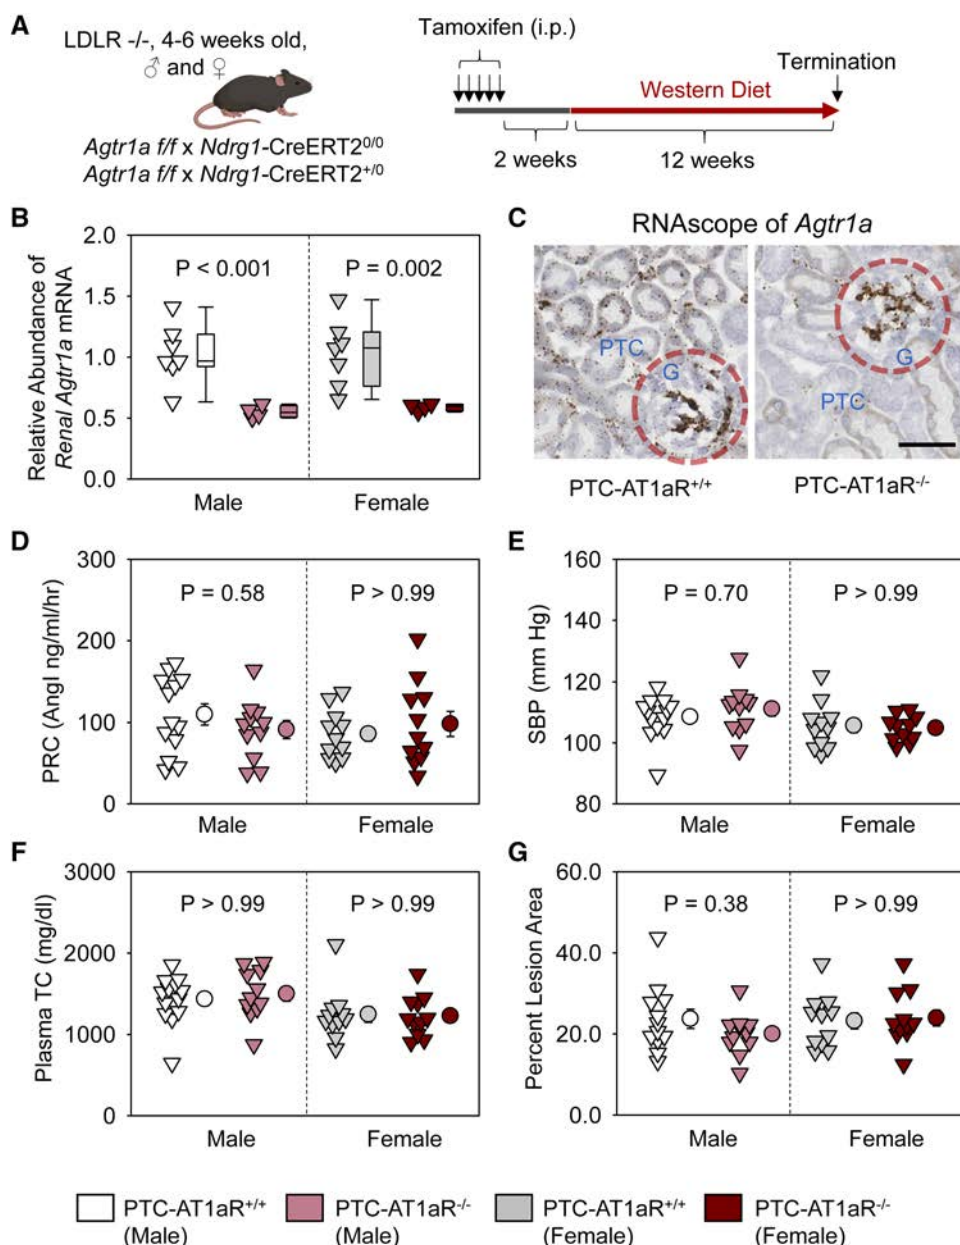 A
LDLR -/-, 4-6 weeks old,
♂ and ♀
Agtr1a f/f x Ndrg1-CreERT2^0/0
Agtr1a f/f x Ndrg1-CreERT2^+/0
Tamoxifen (i.p.)
Termination
Western Diet
2 weeks
12 weeks
B
Relative Abundance of
Renal Agtr1a mRNA
2.0
1.5
1.0
0.5
0.0
P < 0.001
P = 0.002
Male
Female
C
RNAscope of Agtr1a
PTC
G
G
PTC
PTC-AT1aR^+/+
PTC-AT1aR^-/-
D
PRC (AngI ng/ml/hr)
300
200
100
0
P = 0.58
P > 0.99
Male
Female
E
SBP (mm Hg)
160
140
120
100
80
P = 0.70
P > 0.99
Male
Female
F
Plasma TC (mg/dl)
3000
2000
1000
0
P > 0.99
P > 0.99
Male
Female
G
Percent Lesion Area
60.0
40.0
20.0
0.0
P = 0.38
P > 0.99
Male
Female
PTC-AT1aR^+/+
(Male)
PTC-AT1aR^-/-
(Male)
PTC-AT1aR^+/+
(Female)
PTC-AT1aR^-/-
(Female)